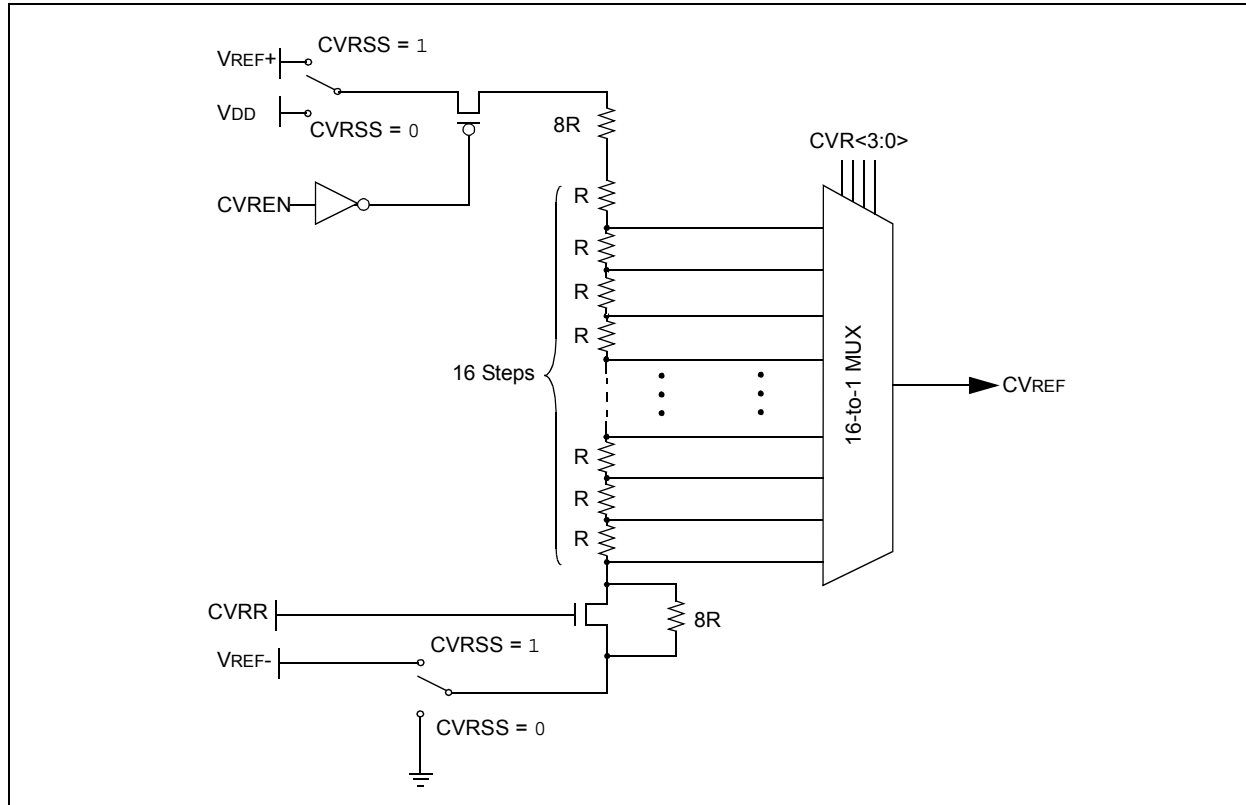 CVRSS = 1
VREF+
VDD
CVRSS = 0
8R
CVR<3:0>
CVREN
R
R
R
R
16 Steps
16-to-1 MUX
CVREF
R
R
R
CVRR
8R
CVRSS = 1
VREF-
CVRSS = 0